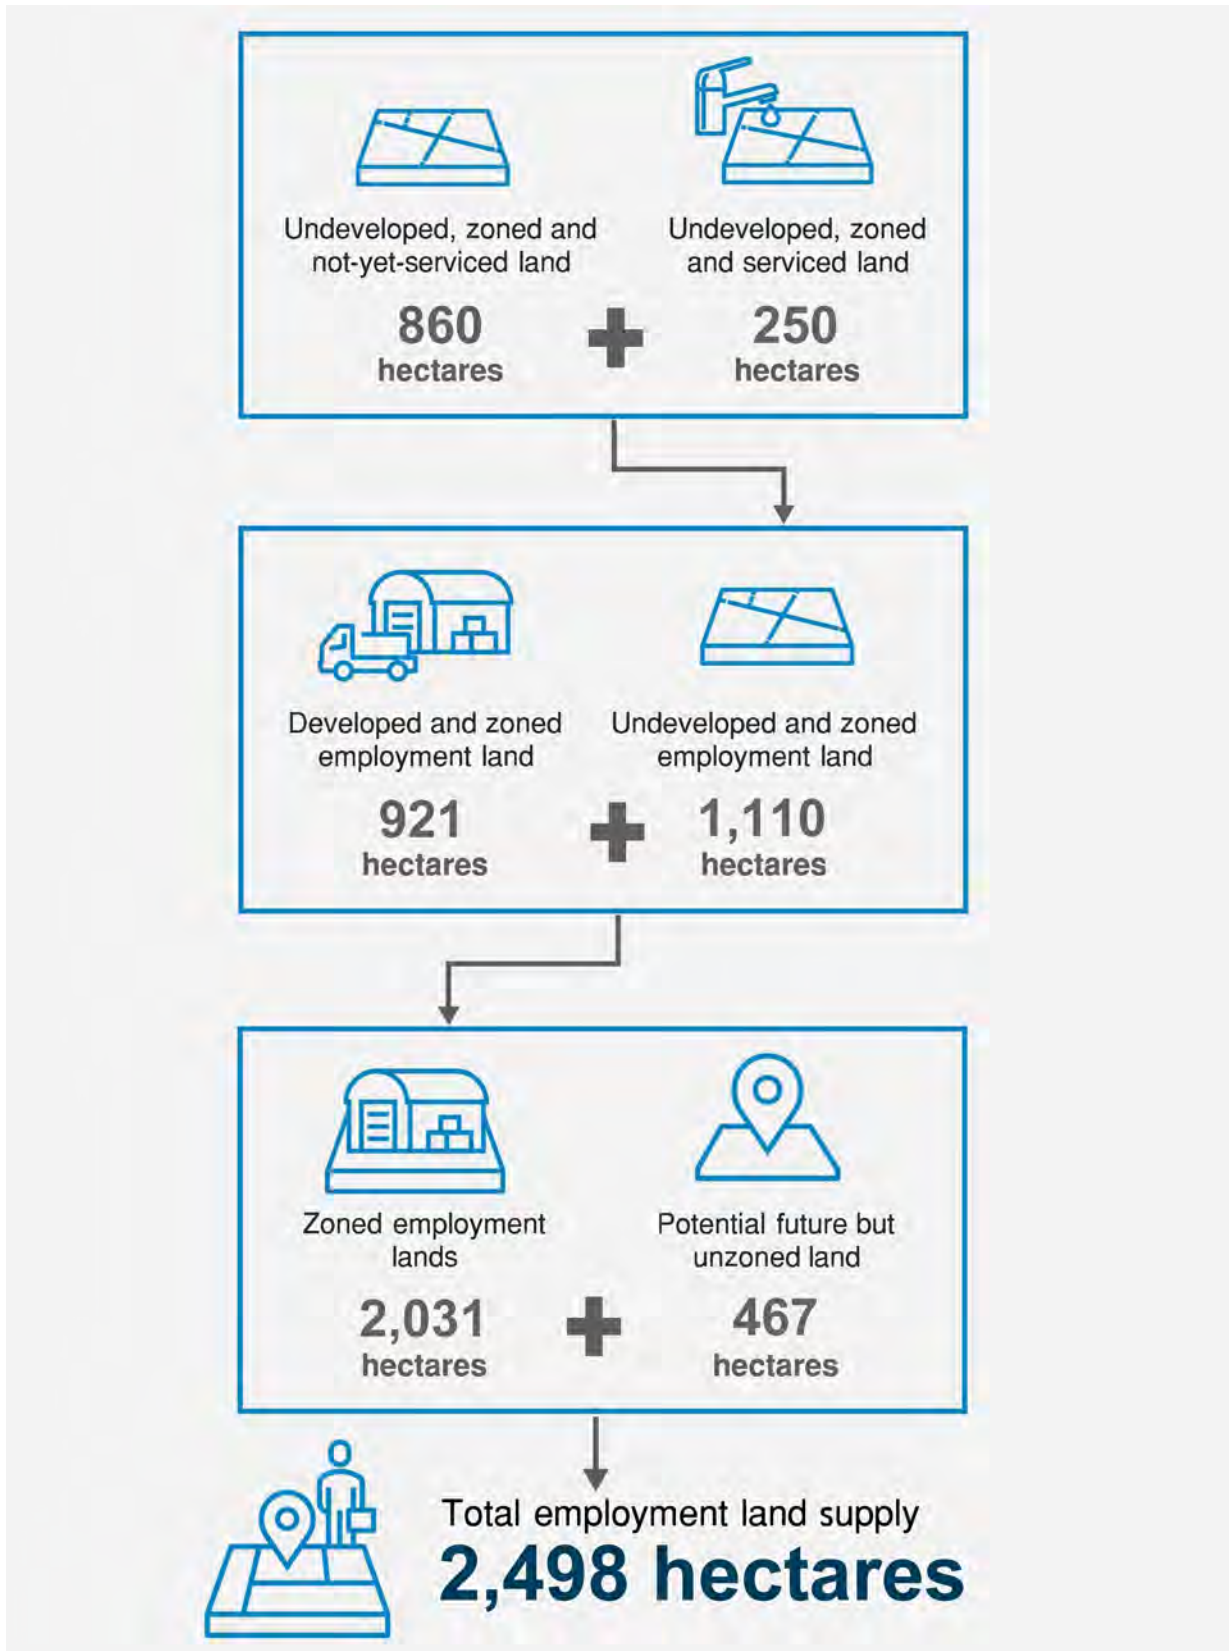 Undeveloped, zoned and
not-yet-serviced land
860
hectares
+
Undeveloped, zoned
and serviced land
250
hectares
Developed and zoned
employment land
921
hectares
+
Undeveloped and zoned
employment land
1,110
hectares
Zoned employment
lands
2,031
hectares
+
Potential future but
unzoned land
467
hectares
Total employment land supply
2,498 hectares